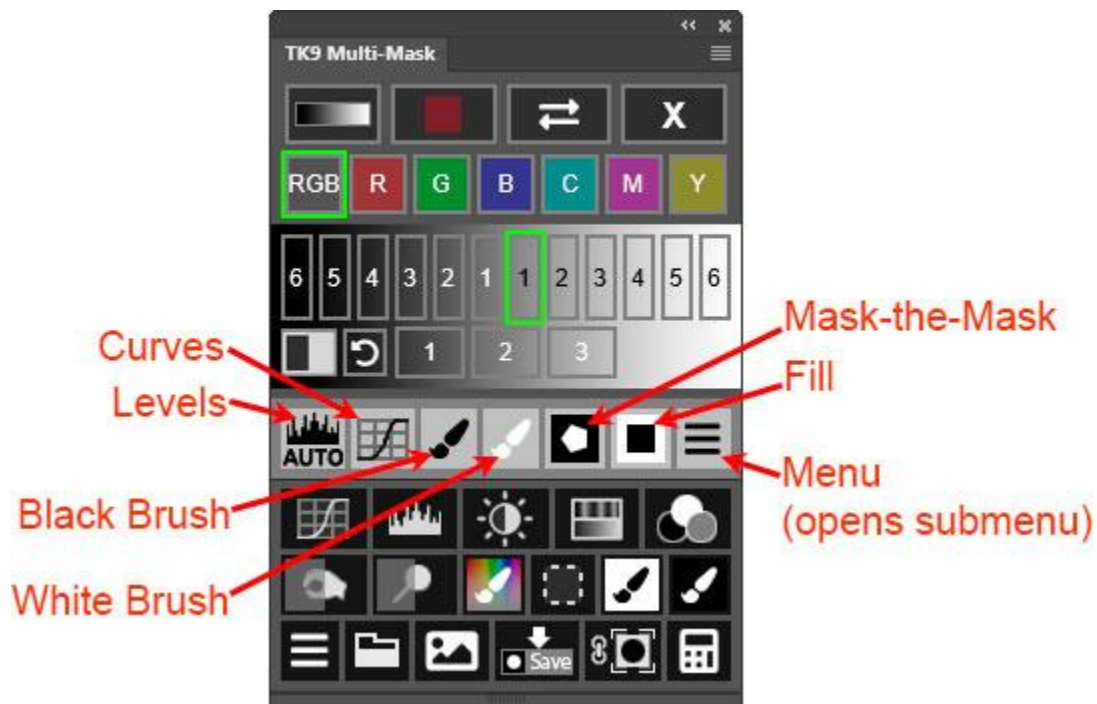 TK9 Multi-Mask
X
RGB R G B C M Y
6 5 4 3 2 1 1 2 3 4 5 6
Mask-the-Mask
Curves
1 2 3
Fill
Levels
AUTO
Menu
(opens submenu)
Black Brush
White Brush
Save